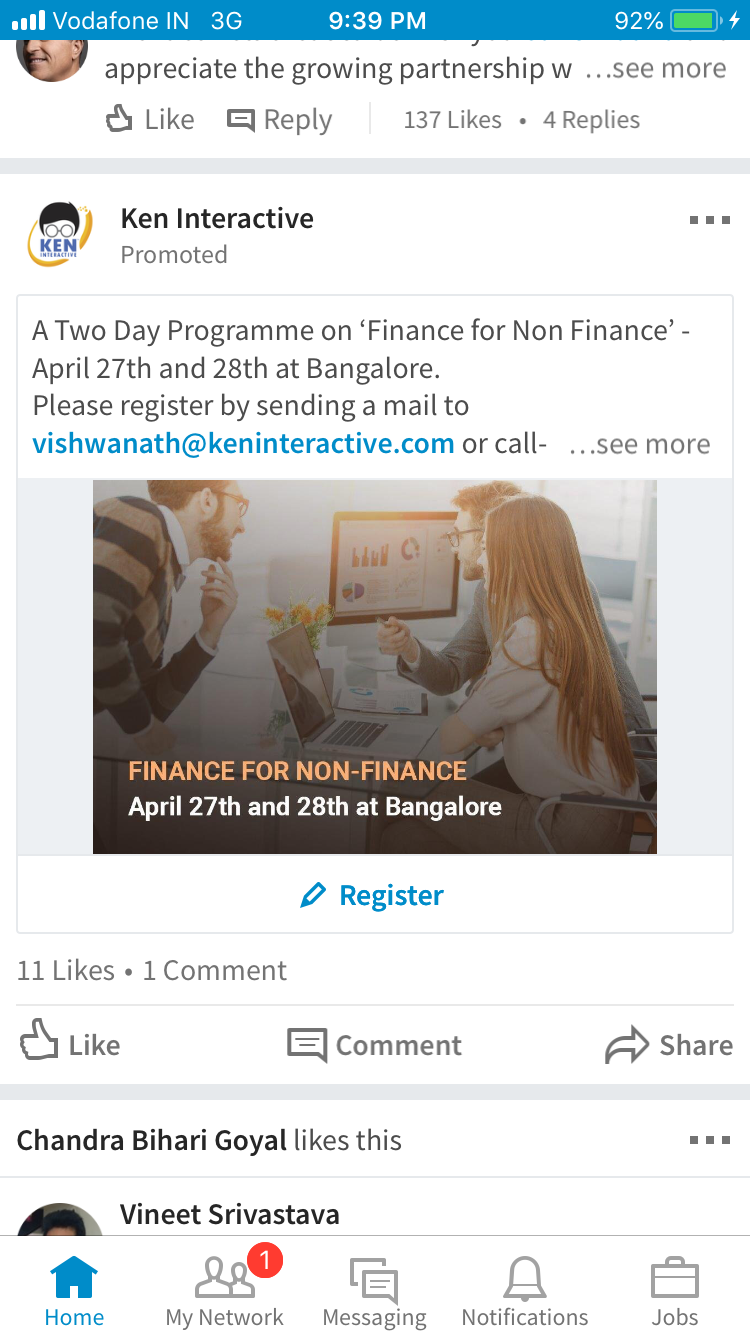 Vodafone IN 3G 9:39 PM 92%
appreciate the growing partnership w ...see more
Like Reply 137 Likes • 4 Replies
Ken Interactive
Promoted
KEN
INTERACTIVE
A Two Day Programme on ‘Finance for Non Finance’ -
April 27th and 28th at Bangalore.
Please register by sending a mail to
vishwanath@keninteractive.com or call- ...see more
FINANCE FOR NON-FINANCE
April 27th and 28th at Bangalore
Register
11 Likes • 1 Comment
Like Comment Share
Chandra Bihari Goyal likes this
Vineet Srivastava
1
Home My Network Messaging Notifications Jobs